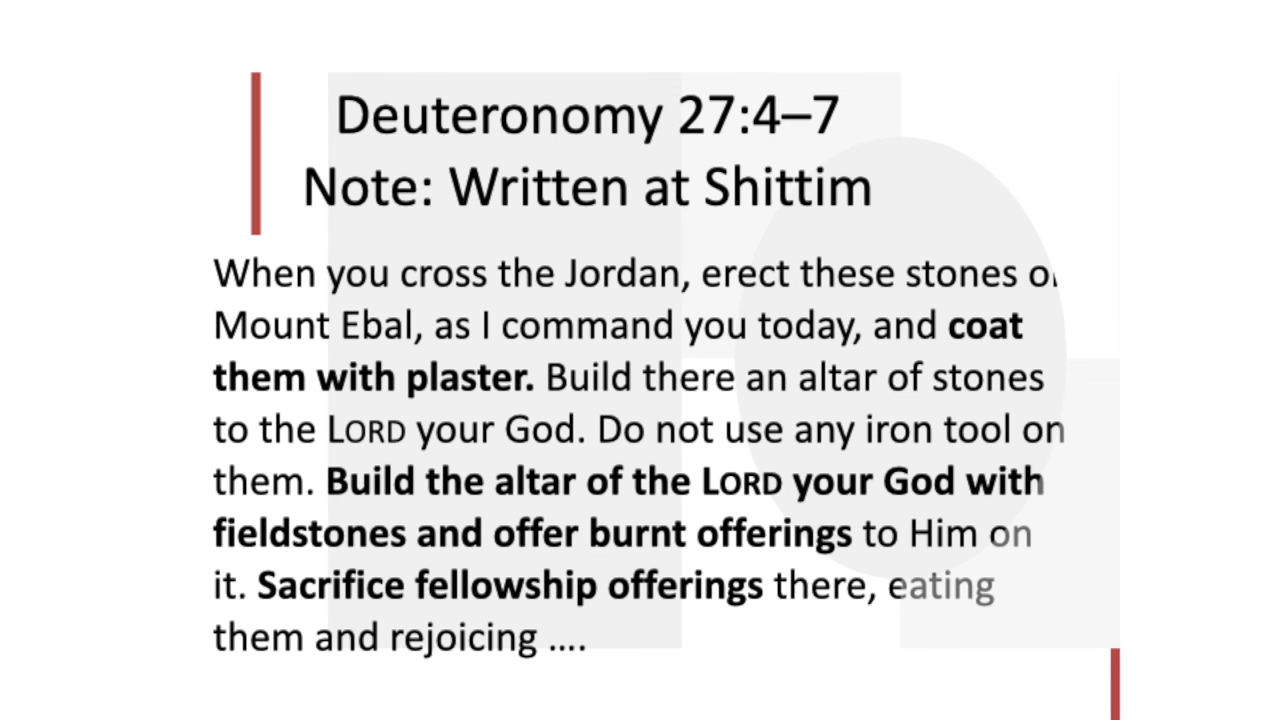 Deuteronomy 27:4–7
Note: Written at Shittim
When you cross the Jordan, erect these stones
Mount Ebal, as I command you today, and coat
them with plaster. Build there an altar of stones
to the LORD your God. Do not use any iron tool on
them. Build the altar of the LORD your God with
fieldstones and offer burnt offerings to Him on
it. Sacrifice fellowship offerings there, eating
them and rejoicing ....